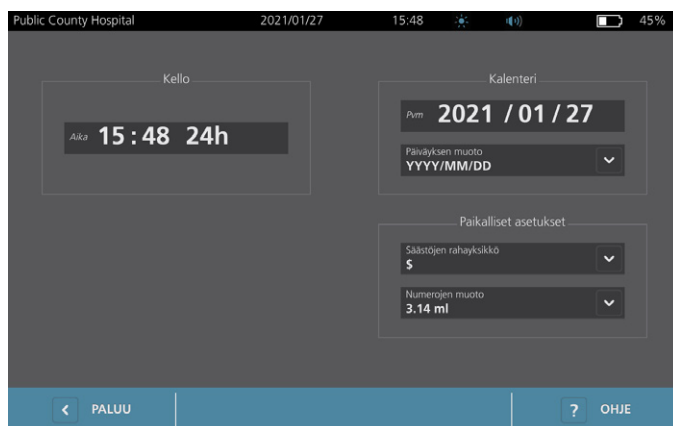 Public County Hospital 2021/01/27 15:48 45%
Kello
Aika 15:48 24h
Kalenteri
Pvm 2021 / 01 / 27
Päiväyksen muoto
YYYY/MM/DD
Paikalliset asetukset
Säästöjen rahayksikkö
$
Numerojen muoto
3.14 ml
PALUU
? OHJE